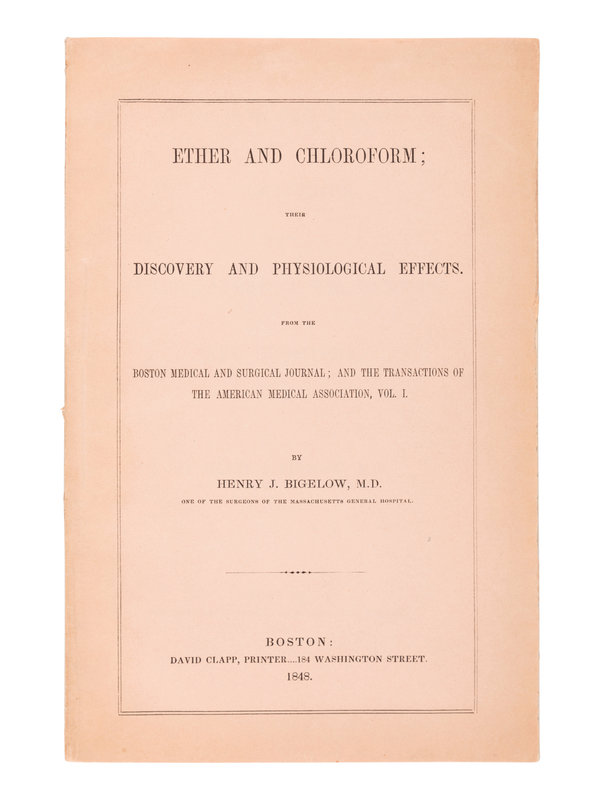 ETHER AND CHLOROFORM;
THEIR
DISCOVERY AND PHYSIOLOGICAL EFFECTS.
FROM THE
BOSTON MEDICAL AND SURGICAL JOURNAL; AND THE TRANSACTIONS OF
THE AMERICAN MEDICAL ASSOCIATION, VOL. I.
BY
HENRY J. BIGELOW, M.D.
ONE OF THE SURGEONS OF THE MASSACHUSETTS GENERAL HOSPITAL.
BOSTON:
DAVID CLAPP, PRINTER....184 WASHINGTON STREET.
1848.